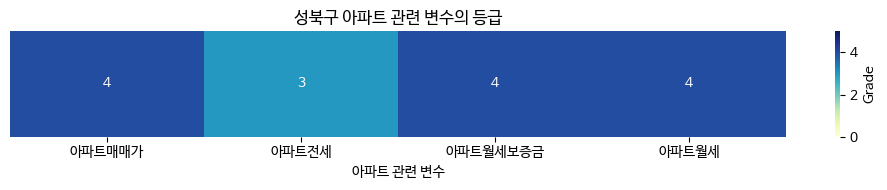 성북구 아파트 관련 변수의 등급
4 3 4 4
아파트매매가 아파트전세 아파트월세보증금 아파트월세
아파트 관련 변수
4
2
0
Grade